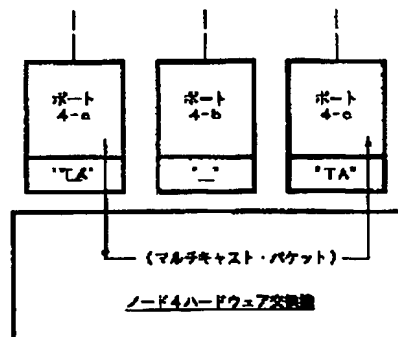 ポート
4-a
ポート
4-b
ポート
4-c
"TA"
"—"
"TA"
(マルチキャスト・パケット)
ノード4ハードウェア交換機